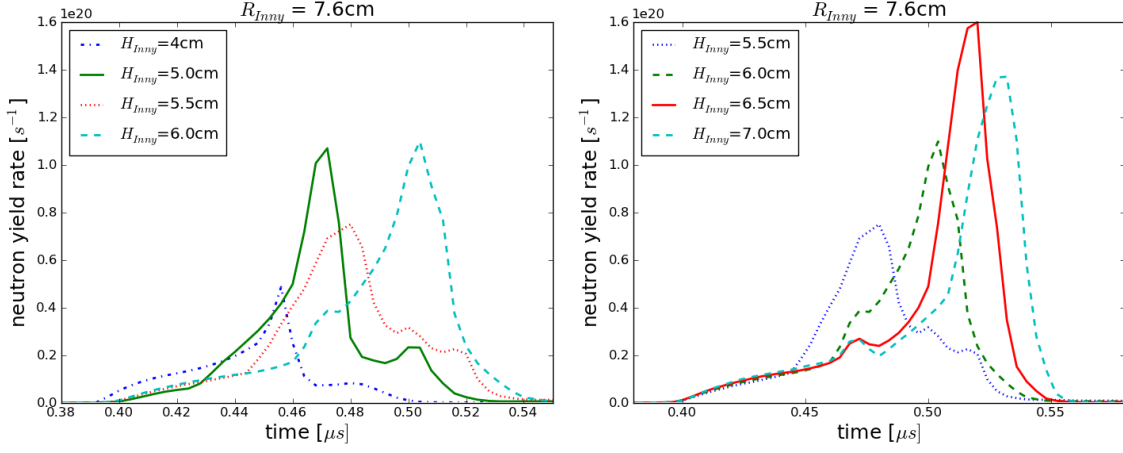 R_Inny = 7.6cm
1e20
H_Inny=4cm
H_Inny=5.0cm
H_Inny=5.5cm
H_Inny=6.0cm
neutron yield rate [s^-1]
1.6
1.4
1.2
1.0
0.8
0.6
0.4
0.2
0.0
0.38 0.40 0.42 0.44 0.46 0.48 0.50 0.52 0.54
time [μs]
R_Inny = 7.6cm
1e20
H_Inny=5.5cm
H_Inny=6.0cm
H_Inny=6.5cm
H_Inny=7.0cm
neutron yield rate [s^-1]
1.6
1.4
1.2
1.0
0.8
0.6
0.4
0.2
0.0
0.40 0.45 0.50 0.55
time [μs]